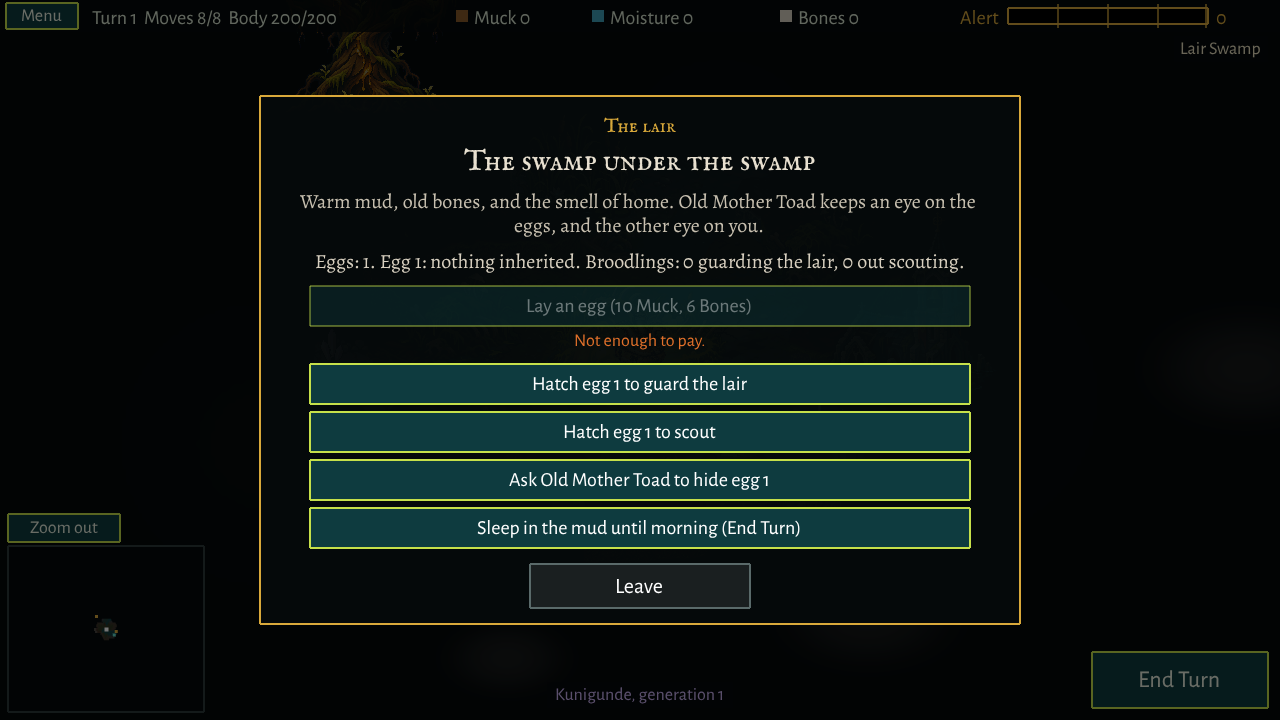 Menu
Turn 1 Moves 8/8 Body 200/200
Muck 0
Moisture 0
Bones 0
Alert
0
Lair Swamp
The lair
The swamp under the swamp
Warm mud, old bones, and the smell of home. Old Mother Toad keeps an eye on the
eggs, and the other eye on you.
Eggs: 1. Egg 1: nothing inherited. Broodlings: 0 guarding the lair, 0 out scouting.
Lay an egg (10 Muck, 6 Bones)
Not enough to pay.
Hatch egg 1 to guard the lair
Hatch egg 1 to scout
Ask Old Mother Toad to hide egg 1
Sleep in the mud until morning (End Turn)
Leave
Zoom out
Kunigunde, generation 1
End Turn